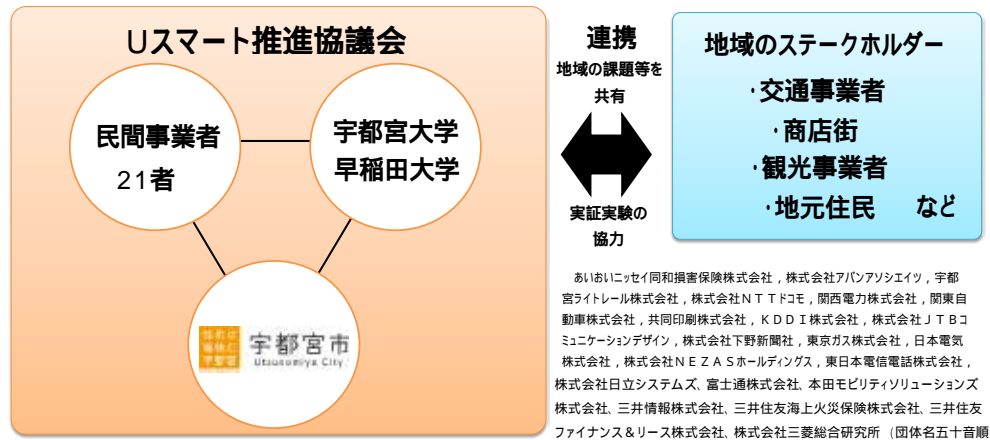 Uスマート推進協議会
民間事業者
21者
宇都宮大学
早稲田大学
宇都宮市
Utsunomiya City
連携
地域の課題等を
共有
実証実験の
協力
地域のステークホルダー
・交通事業者
・商店街
・観光事業者
・地元住民　など
あいおいニッセイ同和損害保険株式会社，株式会社アバンアソシエイツ，宇都
宮ライトレール株式会社，株式会社ＮＴＴドコモ，関西電力株式会社，関東自
動車株式会社，共同印刷株式会社，ＫＤＤＩ株式会社，株式会社ＪＴＢコ
ミュニケーションデザイン，株式会社下野新聞社，東京ガス株式会社，日本電気
株式会社，株式会社ＮＥＺＡＳホールディングス，東日本電信電話株式会社，
株式会社日立システムズ、富士通株式会社、本田モビリティソリューションズ
株式会社、三井情報株式会社、三井住友海上火災保険株式会社、三井住友
ファイナンス＆リース株式会社、株式会社三菱総合研究所（団体名五十音順